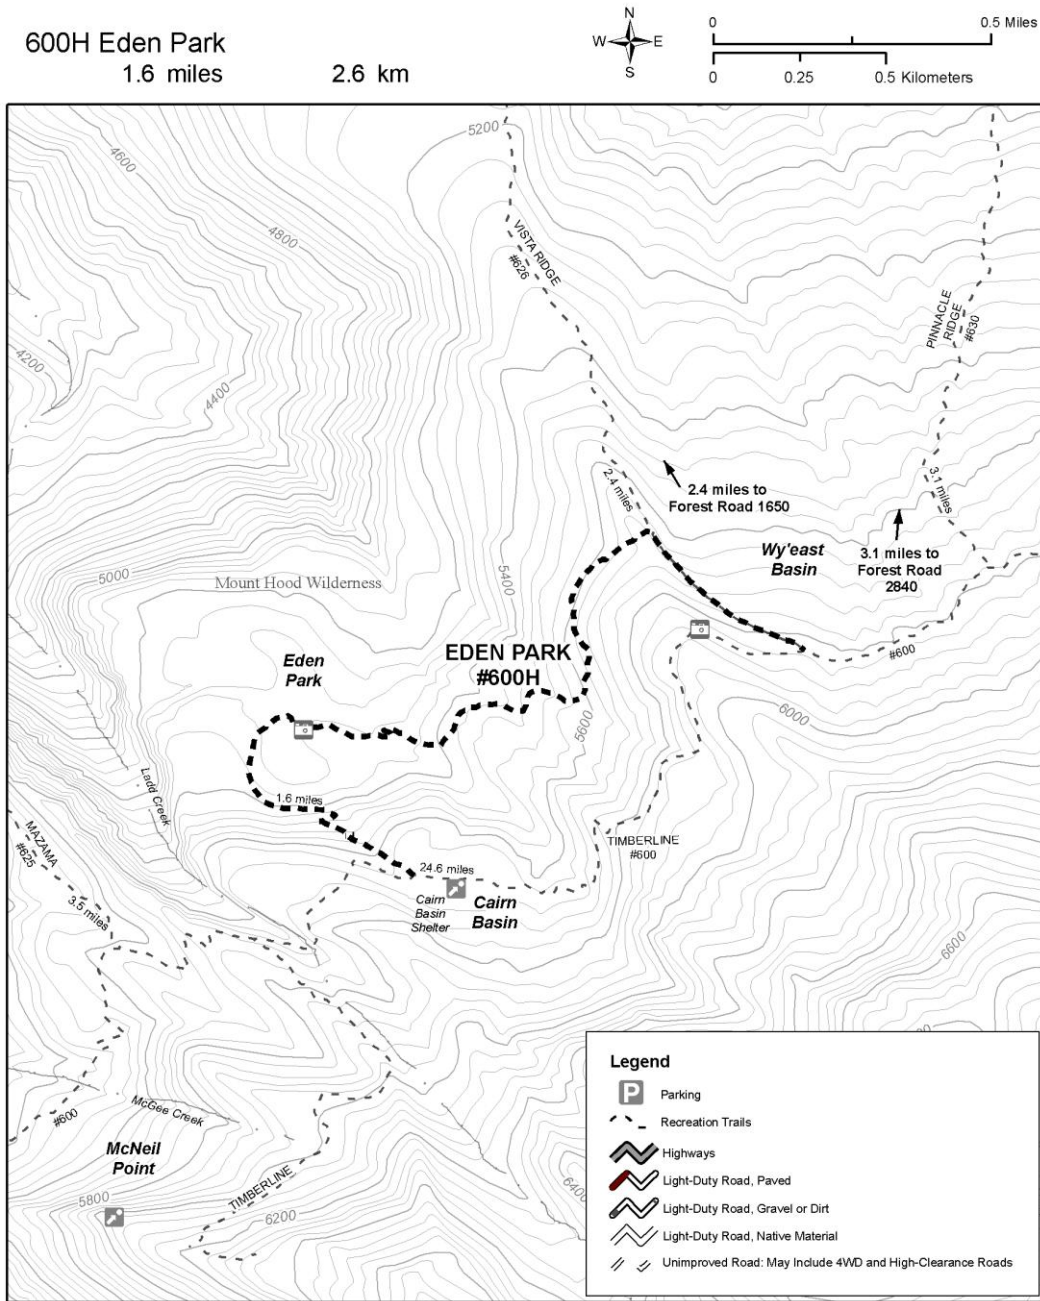 600H Eden Park
1.6 miles 2.6 km
N
W E
S
0 0.5 Miles
0 0.25 0.5 Kilometers
5200
4600
4800
VISTA RIDGE
#626
PINNACLE
RIDGE
#630
4200
4400
2.4 miles
2.4 miles to
Forest Road 1650
3.1 miles
Wy'east
Basin
3.1 miles to
Forest Road
2840
5000
Mount Hood Wilderness
5400
EDEN PARK
#600H
Eden
Park
#600
5600
6000
Ladd Creek
1.6 miles
MAZAMA
#625
3.5 miles
TIMBERLINE
#600
24.6 miles
Cairn
Basin
Shelter
Cairn
Basin
6600
McGee Creek
#600
McNeil
Point
5800
TIMBERLINE
6200
6400
Legend
P Parking
Recreation Trails
Highways
Light-Duty Road, Paved
Light-Duty Road, Gravel or Dirt
Light-Duty Road, Native Material
Unimproved Road: May Include 4WD and High-Clearance Roads